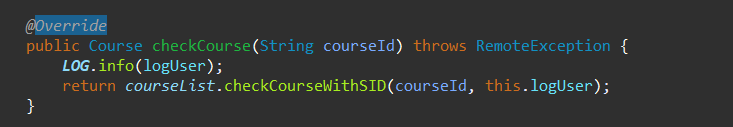 @Override
public Course checkCourse(String courseId) throws RemoteException {
    LOG.info(logUser);
    return courseList.checkCourseWithSID(courseId, this.logUser);
}